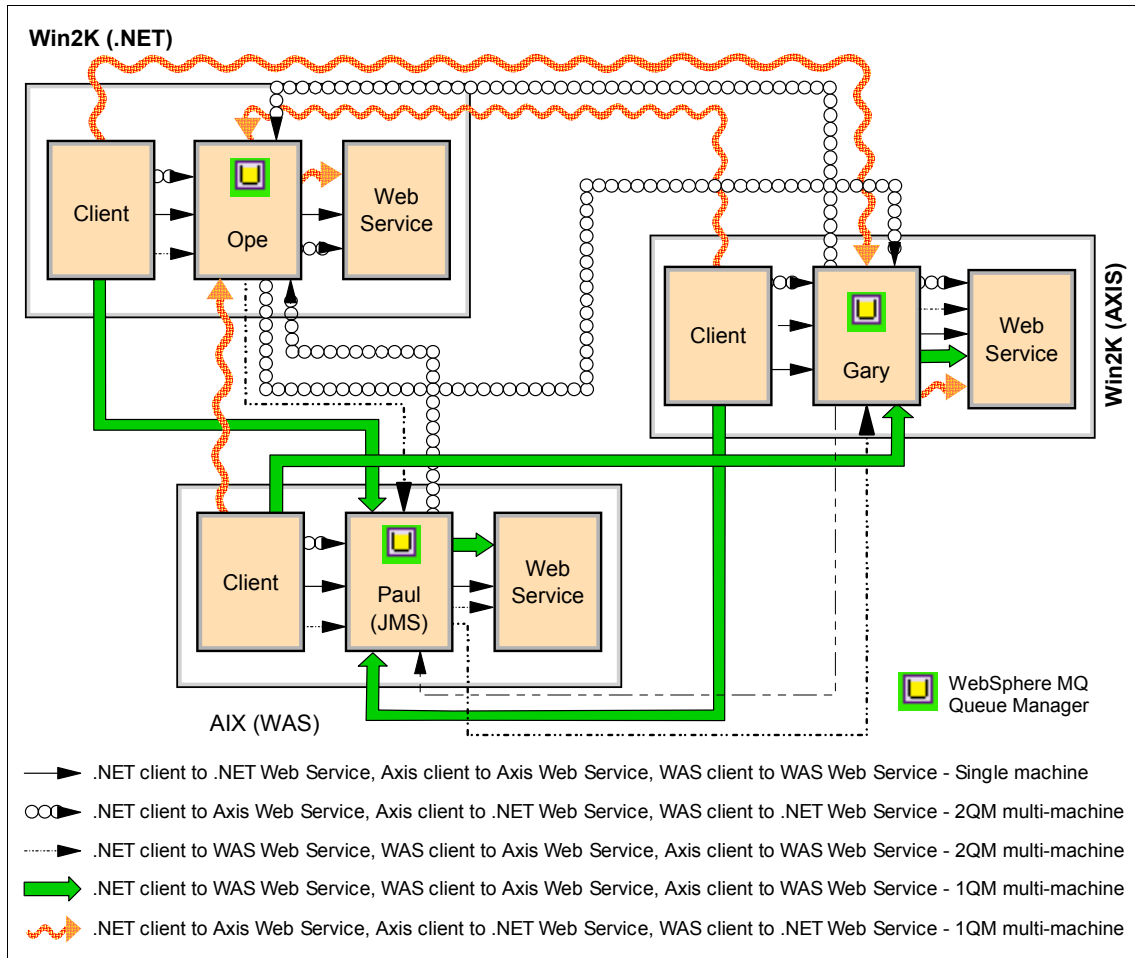 Win2K (.NET)
Client
Ope
Web
Service
Client
Gary
Web
Service
Win2K (AXIS)
Client
Paul
(JMS)
Web
Service
AIX (WAS)
WebSphere MQ
Queue Manager
.NET client to .NET Web Service, Axis client to Axis Web Service, WAS client to WAS Web Service - Single machine
.NET client to Axis Web Service, Axis client to .NET Web Service, WAS client to .NET Web Service - 2QM multi-machine
.NET client to WAS Web Service, WAS client to Axis Web Service, Axis client to WAS Web Service - 2QM multi-machine
.NET client to WAS Web Service, WAS client to Axis Web Service, Axis client to WAS Web Service - 1QM multi-machine
.NET client to Axis Web Service, Axis client to .NET Web Service, WAS client to .NET Web Service - 1QM multi-machine